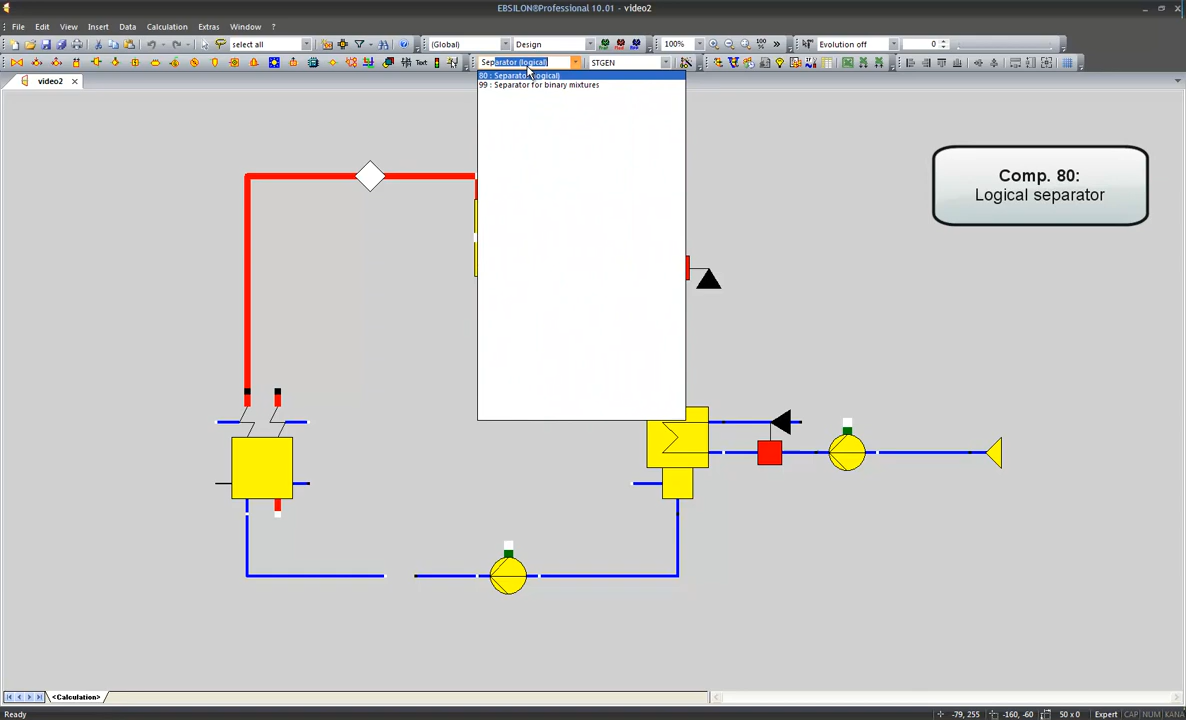 EBSILON®Professional 10.01 - video2
File Edit View Insert Data Calculation Extras Window ?
select all (Global) Design 100% Evolution off 0
Text Separator (logical) STGEN
video2
80 : Separator (logical)
99 : Separator for binary mixtures
Comp. 80:
Logical separator
<Calculation>
Ready -79, 255 -160, -60 50 x 0 Expert CAP NUM KANA